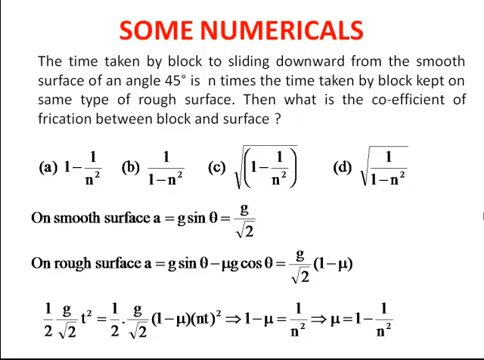 SOME NUMERICALS
The time taken by block to sliding downward from the smooth
surface of an angle 45° is n times the time taken by block kept on
same type of rough surface. Then what is the co-efficient of
frication between block and surface ?
(a) 1 − 1/n² (b) 1/(1−n²) (c) √(1 − 1/n²) (d) √(1/(1−n²))
On smooth surface a = g sin θ = g/√2
On rough surface a = g sin θ − μg cos θ = g/√2 (1 − μ)
1/2 g/√2 t² = 1/2 . g/√2 (1 − μ)(nt)² ⇒ 1 − μ = 1/n² ⇒ μ = 1 − 1/n²